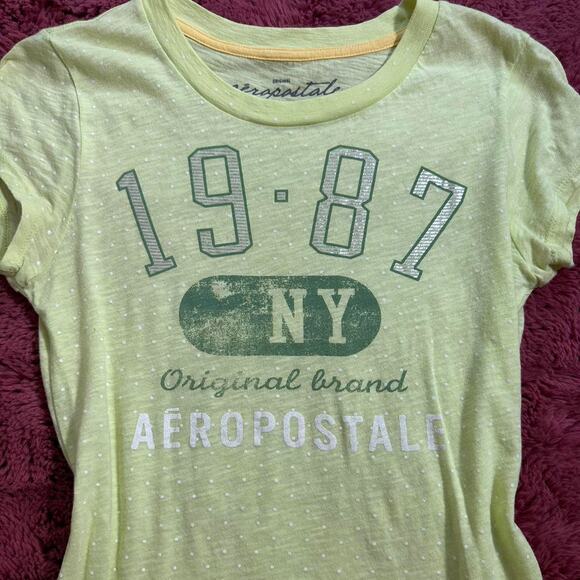 ORIGINAL
aéropostale
19·87
NY
Original brand
AÉROPOSTALE